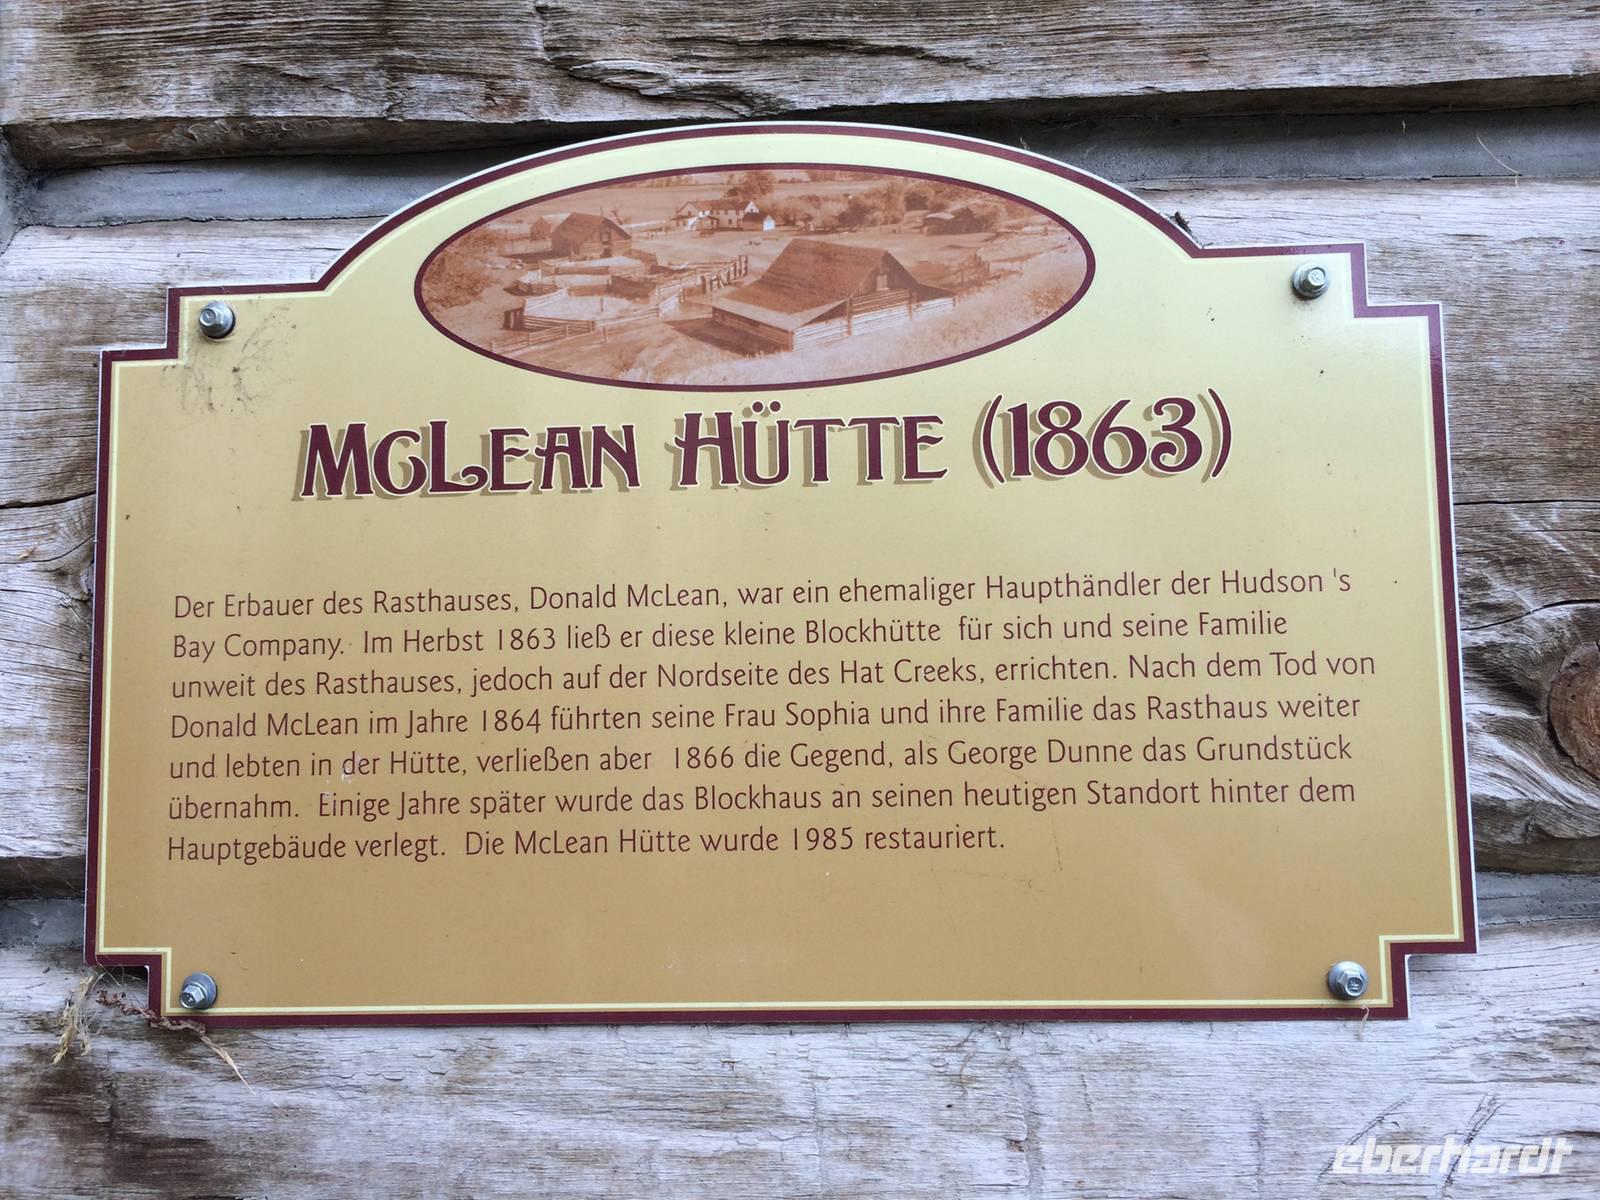 McLean Hütte (1863)
Der Erbauer des Rasthauses, Donald McLean, war ein ehemaliger Haupthändler der Hudson 's
Bay Company. Im Herbst 1863 ließ er diese kleine Blockhütte für sich und seine Familie
unweit des Rasthauses, jedoch auf der Nordseite des Hat Creeks, errichten. Nach dem Tod von
Donald McLean im Jahre 1864 führten seine Frau Sophia und ihre Familie das Rasthaus weiter
und lebten in der Hütte, verließen aber 1866 die Gegend, als George Dunne das Grundstück
übernahm. Einige Jahre später wurde das Blockhaus an seinen heutigen Standort hinter dem
Hauptgebäude verlegt. Die McLean Hütte wurde 1985 restauriert.
eberhardt